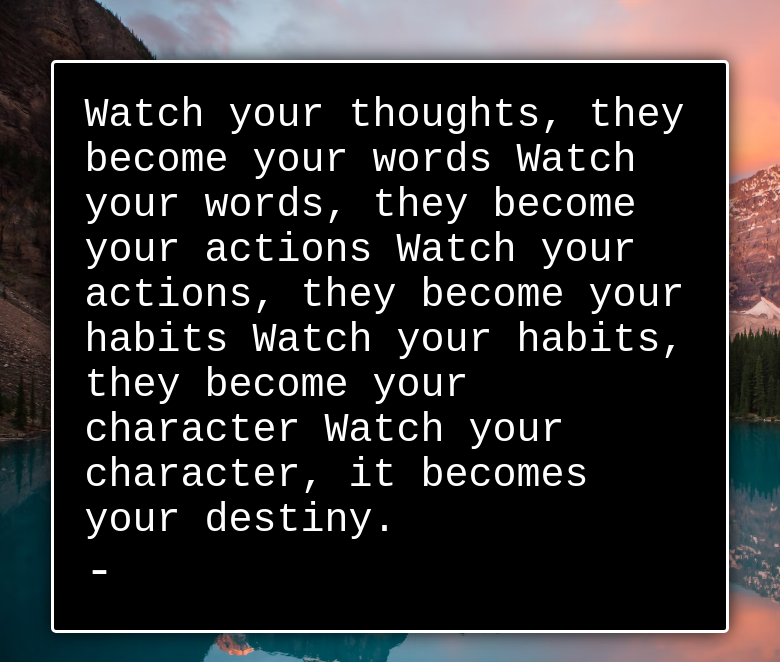 Watch your thoughts, they
become your words Watch
your words, they become
your actions Watch your
actions, they become your
habits Watch your habits,
they become your
character Watch your
character, it becomes
your destiny.
-